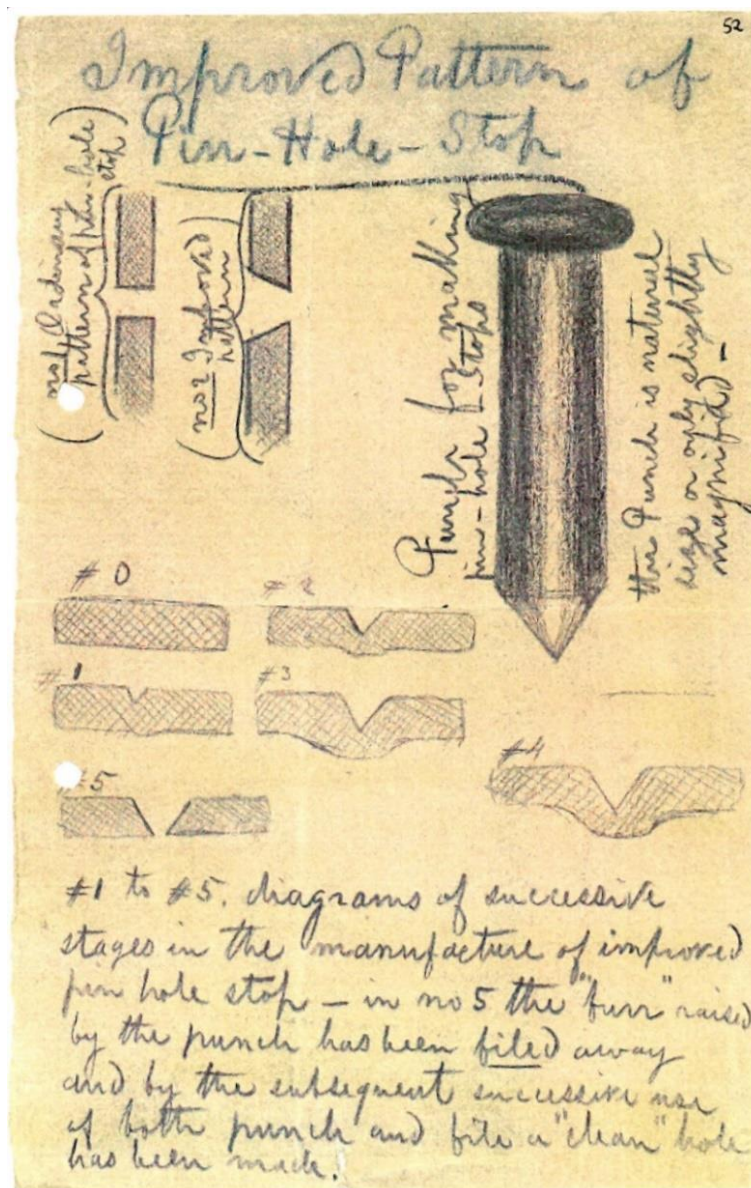 52
Improved Pattern of
Pin-Hole-Stop
(no1 Ordinary
pattern of pin-hole
stop)
(no2 Improved
pattern)
Punch for making
pin-hole-stops
this Punch is natural
size or only slightly
magnified -
# 0
# 2
#1
#3
#4
#5
#1 to #5. diagrams of successive
stages in the manufacture of improved
pin hole stop — in no 5 the "furr" raised
by the punch has been filed away
and by the subsequent successive use
of both punch and file a "clean" hole
has been made.